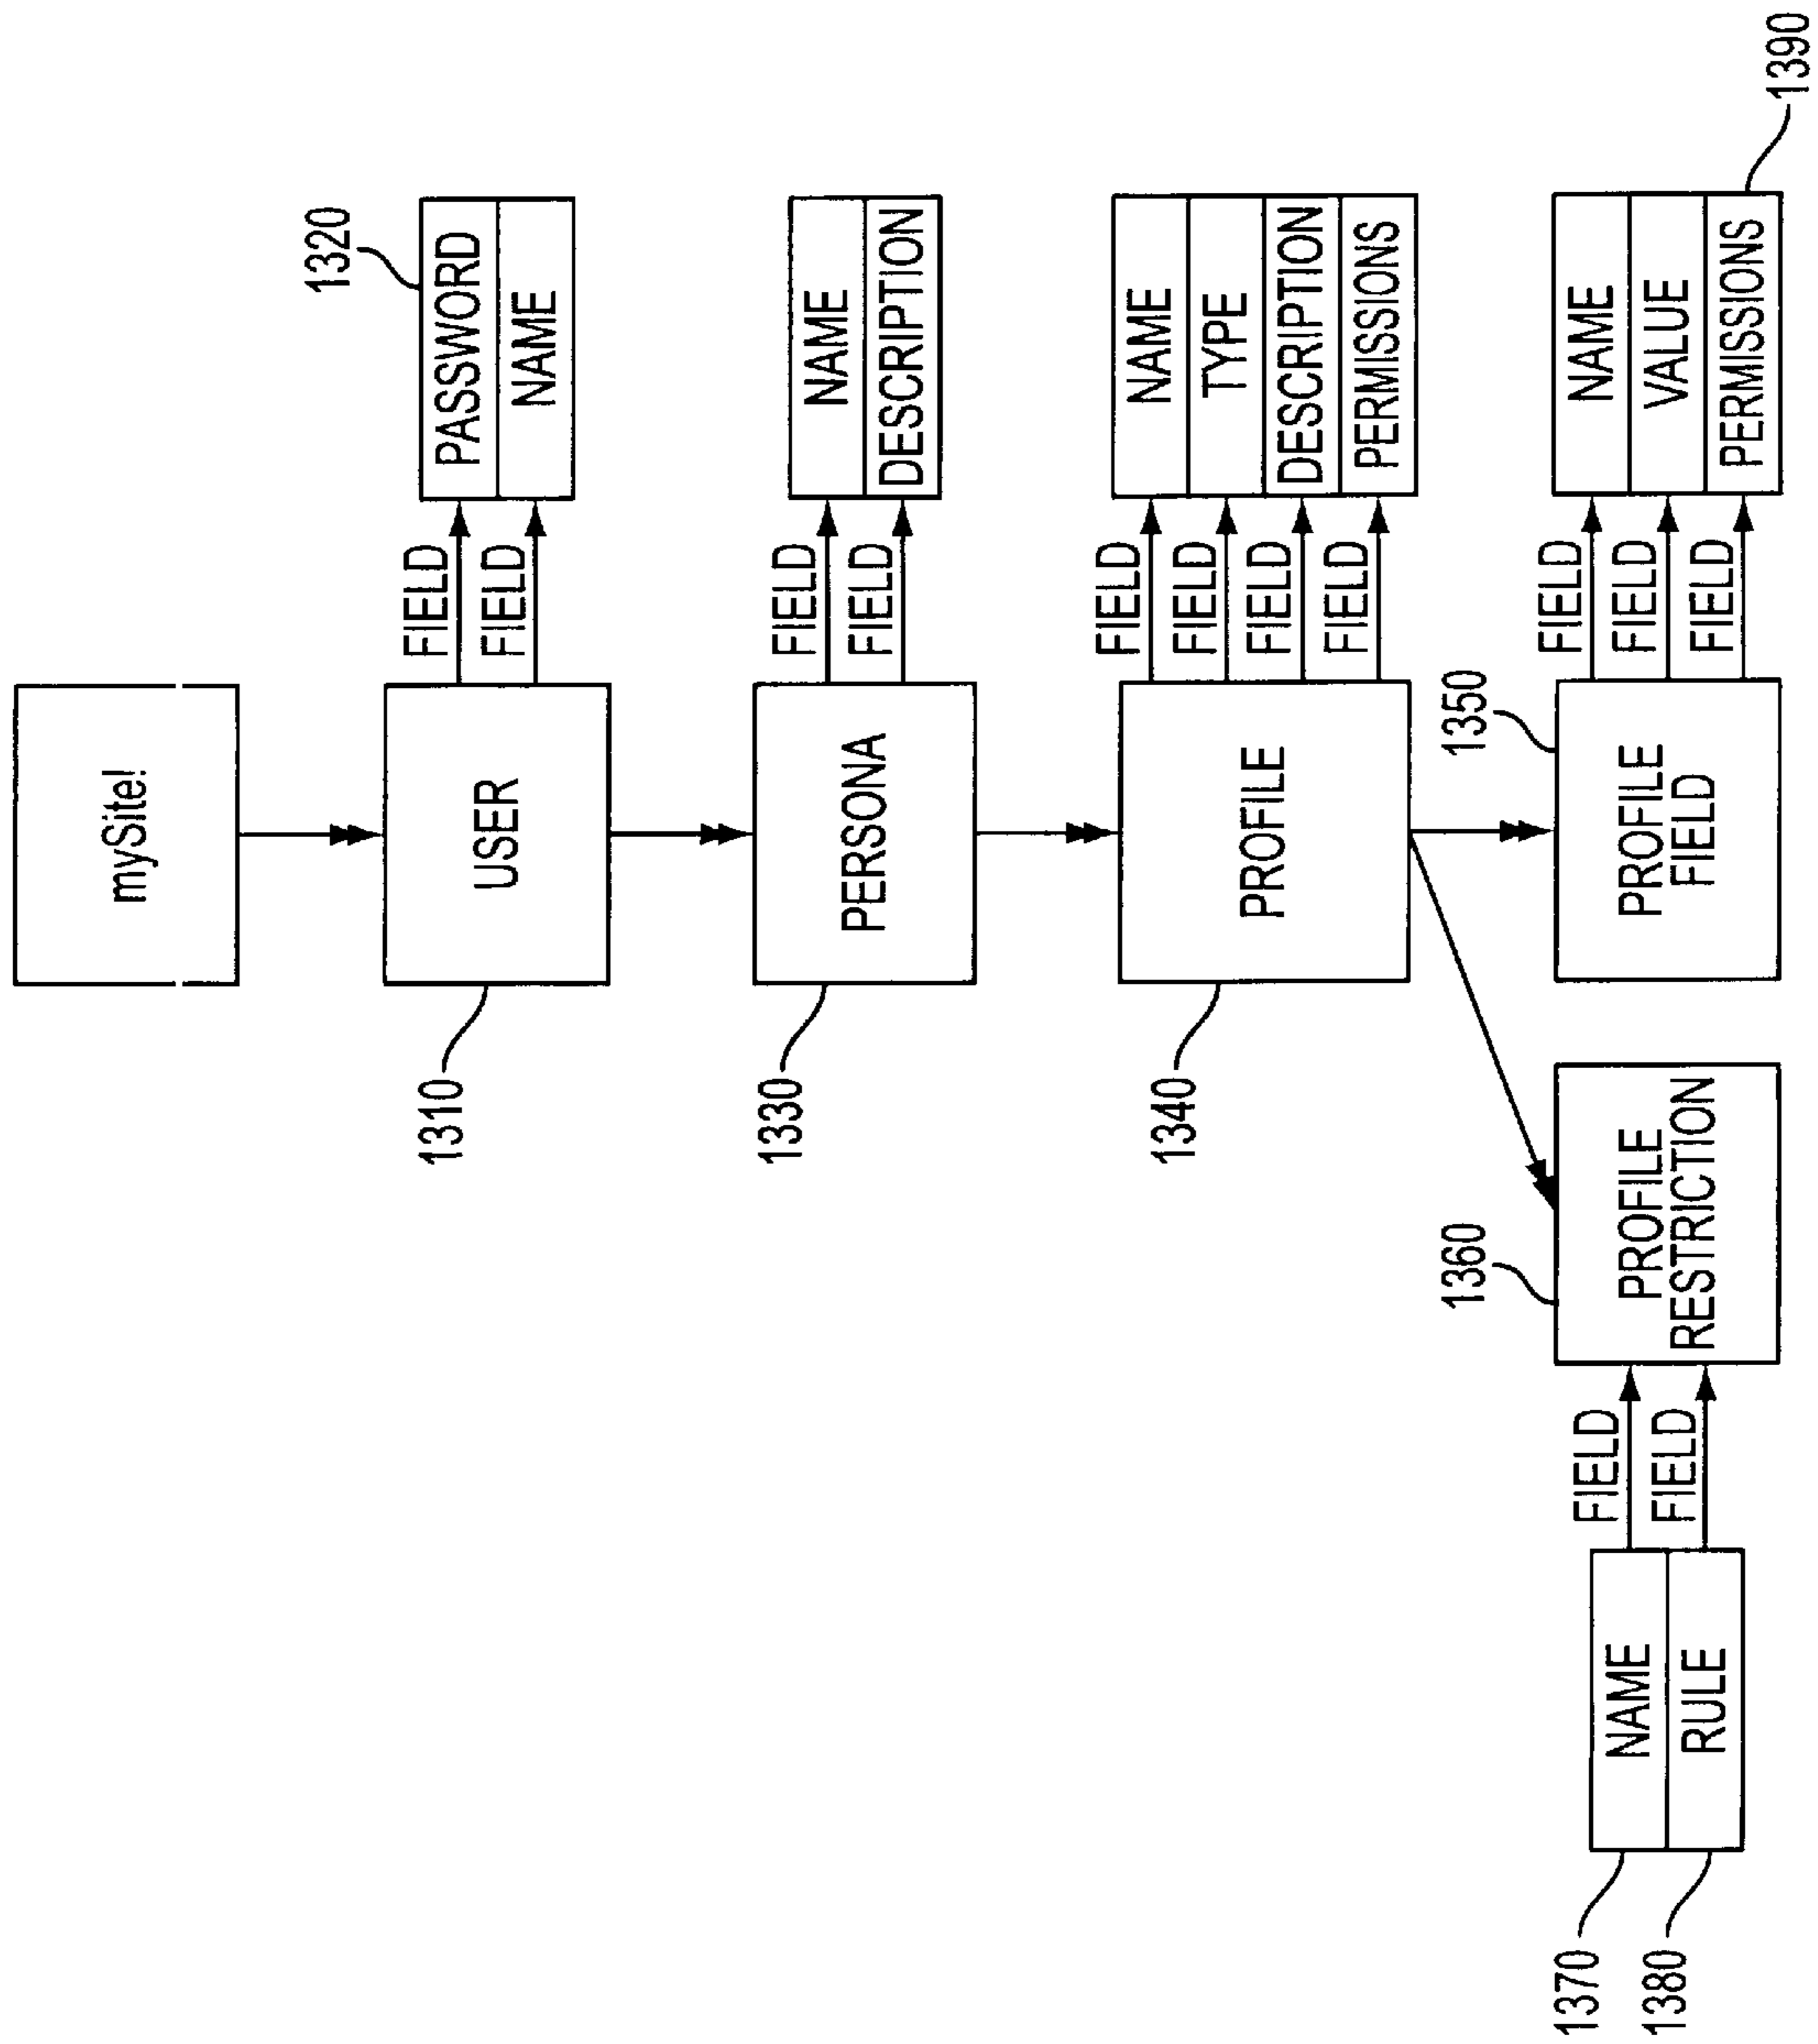 mySite!
1310
USER
FIELD
FIELD
1320
PASSWORD
NAME
1330
PERSONA
FIELD
FIELD
NAME
DESCRIPTION
1340
PROFILE
FIELD
FIELD
FIELD
FIELD
NAME
TYPE
DESCRIPTION
PERMISSIONS
1370
1380
NAME
RULE
FIELD
FIELD
1360
PROFILE
RESTRICTION
1350
PROFILE
FIELD
FIELD
FIELD
FIELD
NAME
VALUE
PERMISSIONS
1390